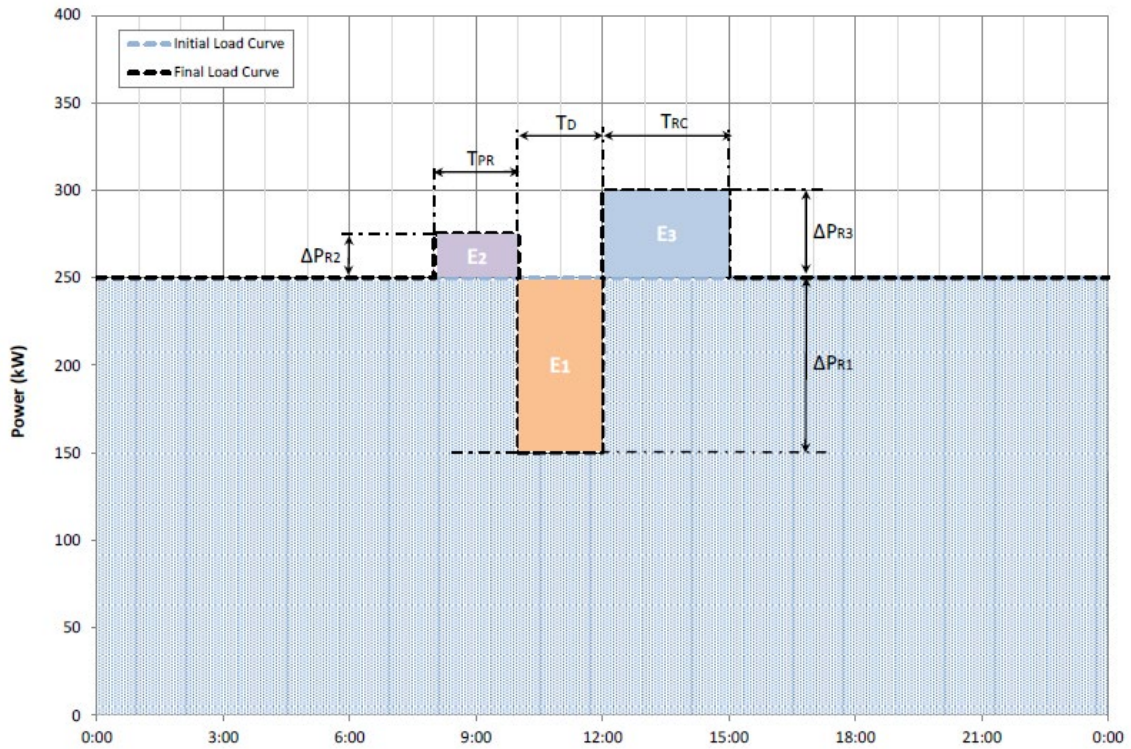 400
Initial Load Curve
Final Load Curve
350
TD
TRC
TPR
300
E3
ΔPR3
ΔPR2
E2
250
E1
ΔPR1
200
Power (kW)
150
100
50
0
0:00 3:00 6:00 9:00 12:00 15:00 18:00 21:00 0:00